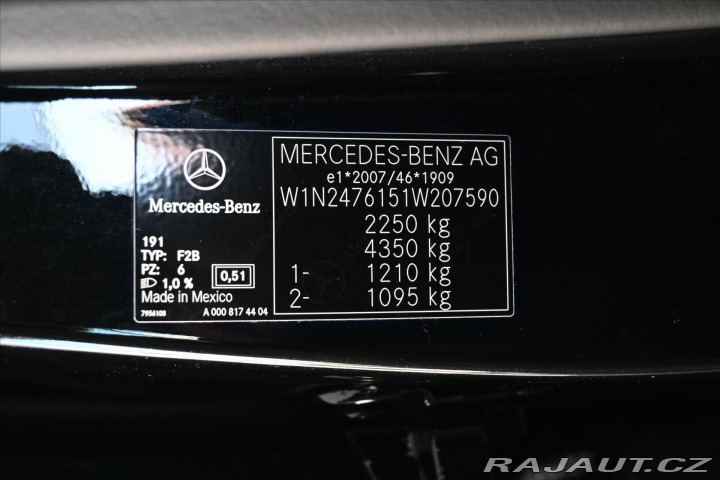 Mercedes-Benz
191
TYP: F2B
PZ: 6
1,0 %
0,51
Made in Mexico
7956108
A 000 817 44 04
MERCEDES-BENZ AG
e1*2007/46*1909
W1N2476151W207590
2250 kg
4350 kg
1- 1210 kg
2- 1095 kg
RAJAUT.CZ